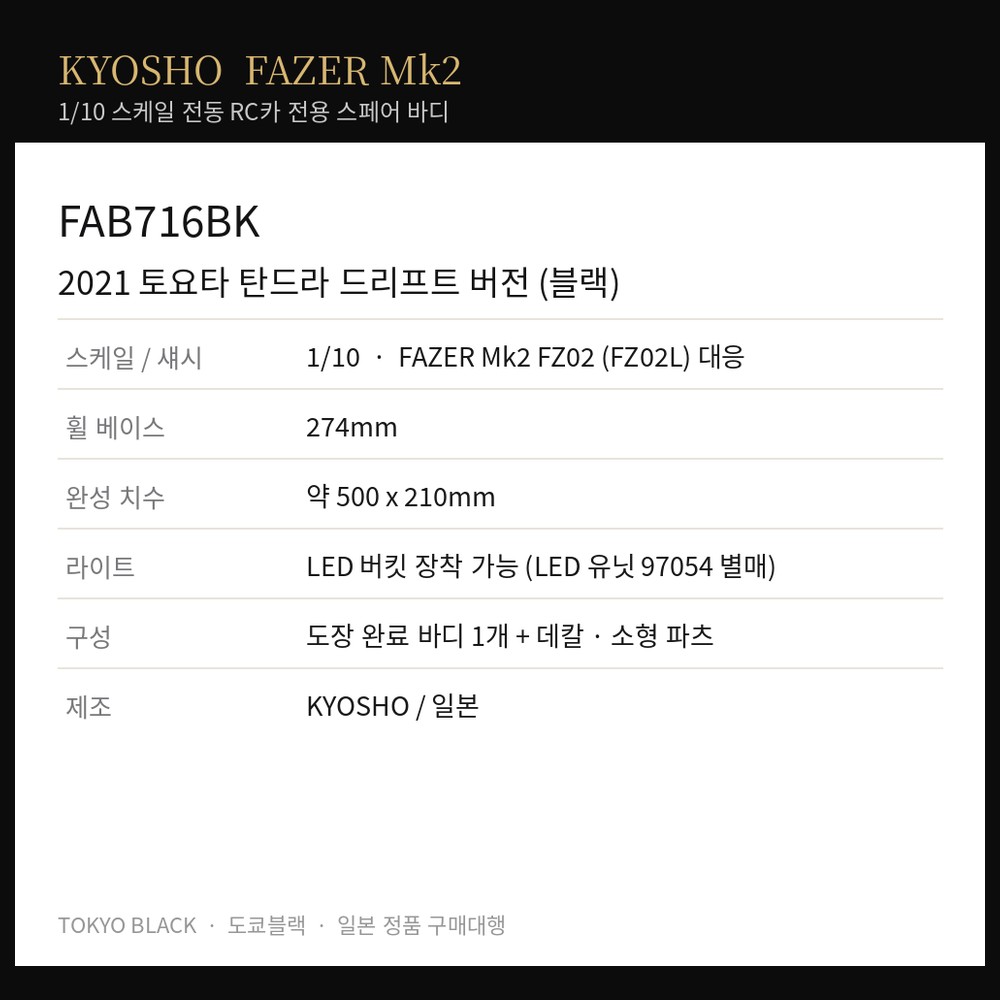 KYOSHO FAZER Mk2
1/10 스케일 전동 RC카 전용 스페어 바디
FAB716BK
2021 토요타 탄드라 드리프트 버전 (블랙)
스케일 / 섀시 1/10 · FAZER Mk2 FZ02 (FZ02L) 대응
휠 베이스 274mm
완성 치수 약 500 x 210mm
라이트 LED 버킷 장착 가능 (LED 유닛 97054 별매)
구성 도장 완료 바디 1개 + 데칼 · 소형 파츠
제조 KYOSHO / 일본
TOKYO BLACK · 도쿄블랙 · 일본 정품 구매대행